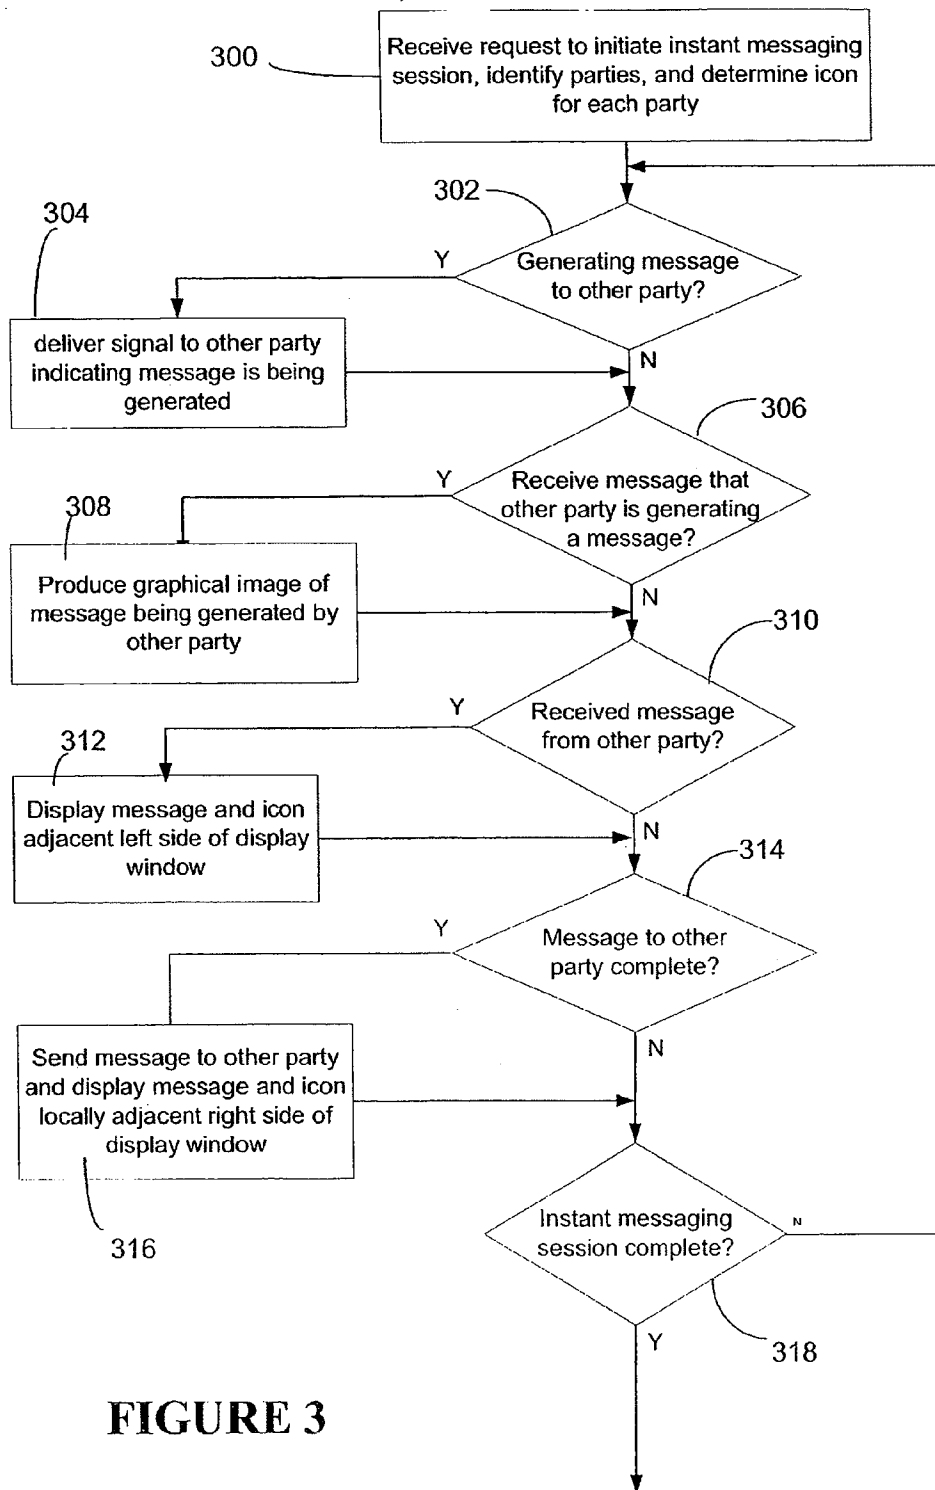 300
Receive request to initiate instant messaging
session, identify parties, and determine icon
for each party
302
304
Y
Generating message
to other party?
deliver signal to other party
indicating message is being
generated
N
306
Y
Receive message that
other party is generating
a message?
308
Produce graphical image of
message being generated by
other party
N
310
Y
Received message
from other party?
312
Display message and icon
adjacent left side of display
window
N
314
Y
Message to other
party complete?
Send message to other party
and display message and icon
locally adjacent right side of
display window
N
316
Instant messaging
session complete?
N
Y
318
FIGURE 3